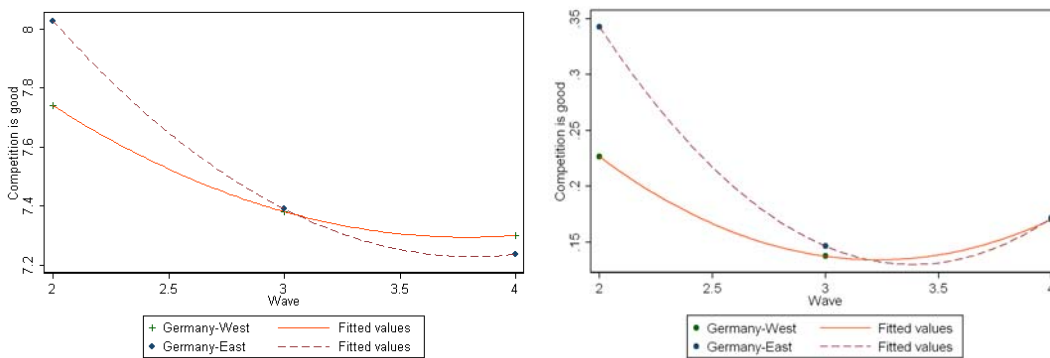 Competition is good
8
7.8
7.6
7.4
7.2
2
2.5
3
3.5
4
Wave
Germany-West
Fitted values
Germany-East
Fitted values
Competition is good
.35
.3
.25
.2
.15
2
2.5
3
3.5
4
Wave
Germany-West
Fitted values
Germany-East
Fitted values